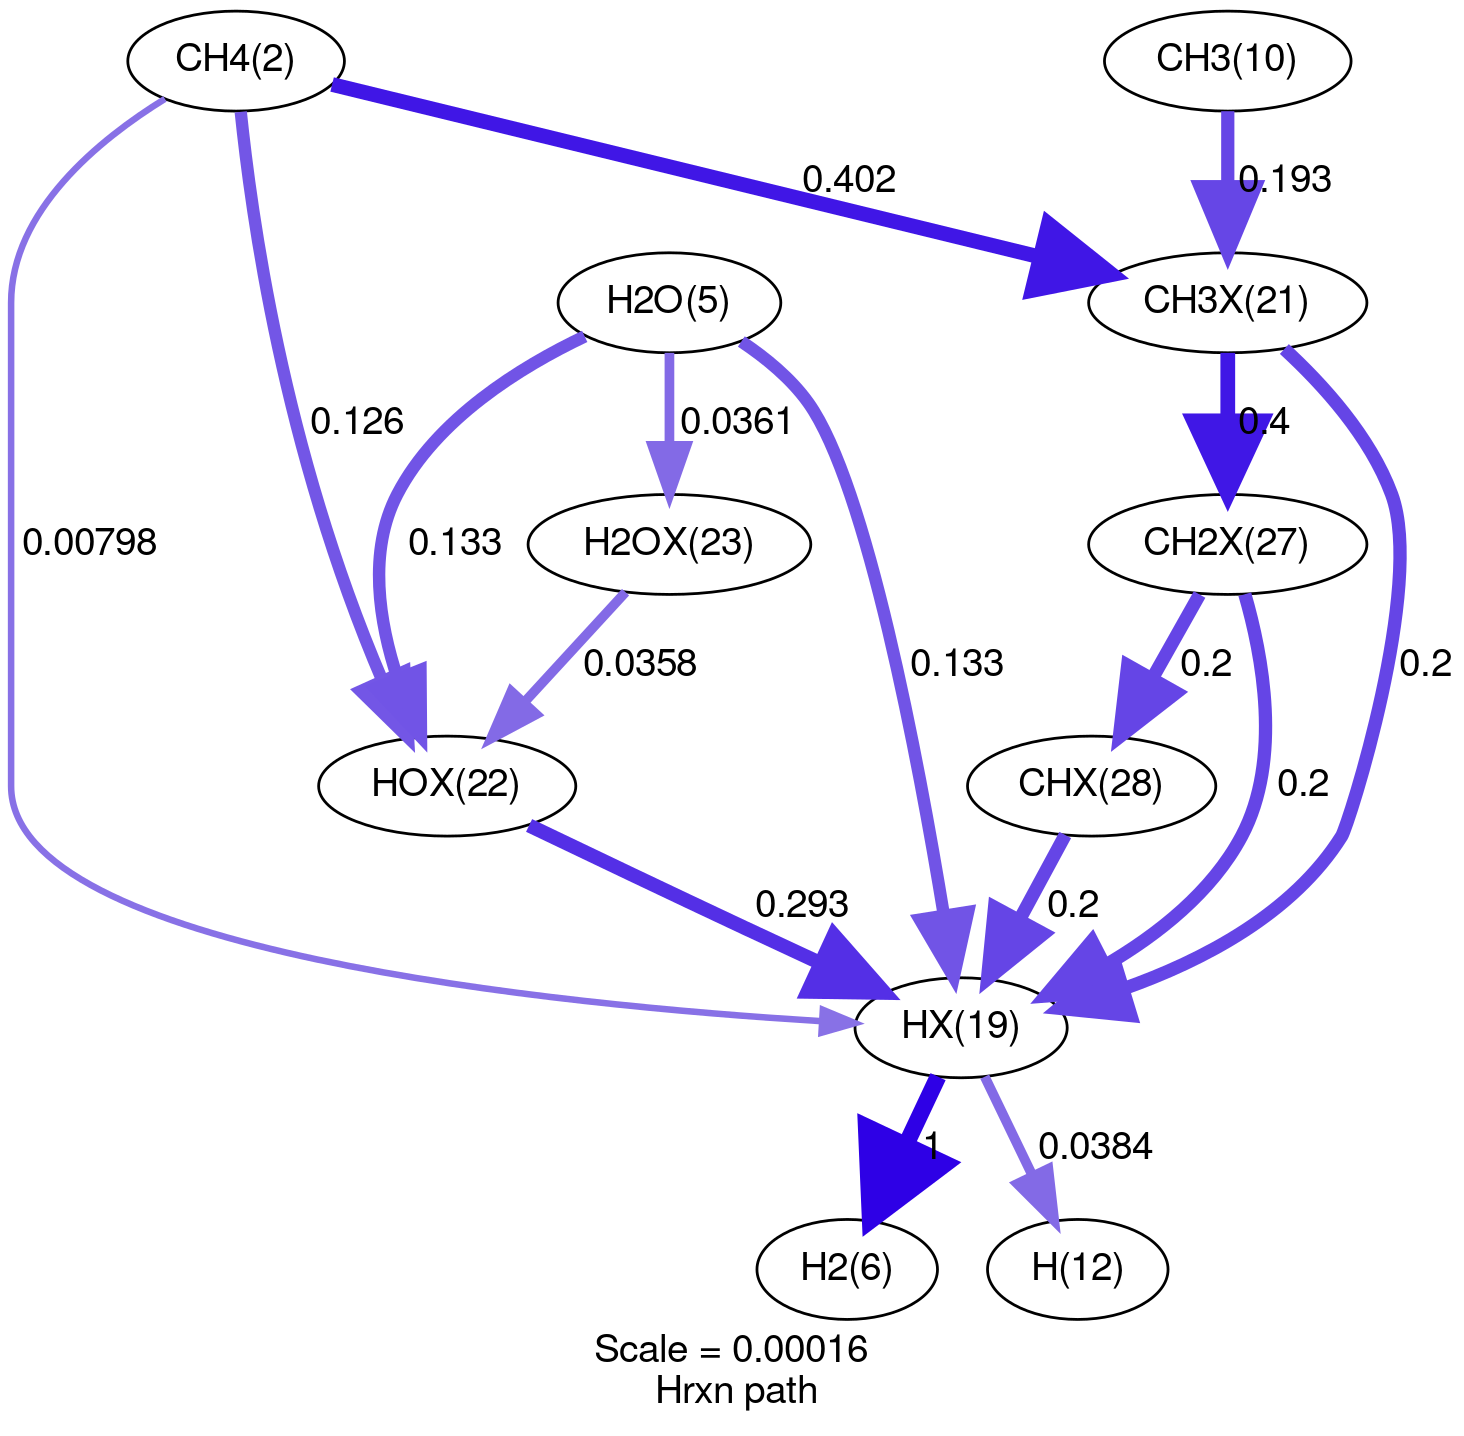 CH4(2)
CH3(10)
0.402
0.193
H2O(5)
CH3X(21)
0.126
0.0361
0.4
0.00798
0.133
H2OX(23)
CH2X(27)
0.0358
0.133
0.2
0.2
HOX(22)
CHX(28)
0.2
0.293
0.2
HX(19)
1
0.0384
H2(6)
H(12)
Scale = 0.00016
Hrxn path